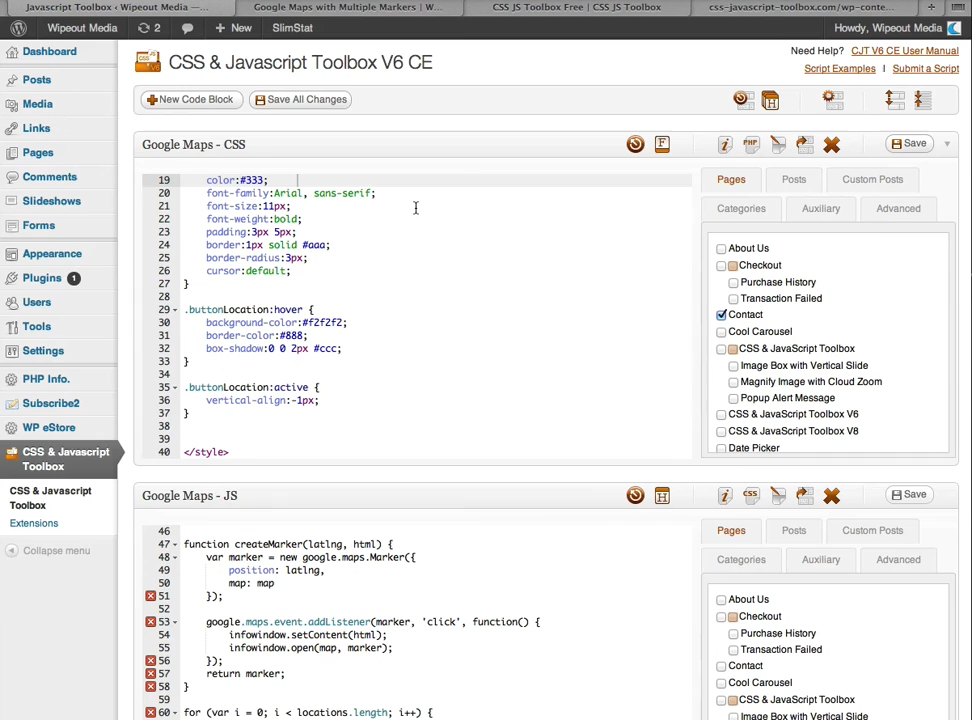 Javascript Toolbox ‹ Wipeout Media —...
Google Maps with Multiple Markers | W...
CSS JS Toolbox Free | CSS JS Toolbox
css-javascript-toolbox.com/wp-conte...
Wipeout Media
2
New
SlimStat
Howdy, Wipeout Media
Dashboard
Posts
Media
Links
Pages
Comments
Slideshows
Forms
Appearance
Plugins 1
Users
Tools
Settings
PHP Info.
Subscribe2
WP eStore
CSS & Javascript
Toolbox
CSS & Javascript
Toolbox
Extensions
Collapse menu
CSS & Javascript Toolbox V6 CE
Need Help? CJT V6 CE User Manual
Script Examples | Submit a Script
New Code Block
Save All Changes
Google Maps - CSS
F
PHP
Save
19 color:#333;
20 font-family:Arial, sans-serif;
21 font-size:11px;
22 font-weight:bold;
23 padding:3px 5px;
24 border:1px solid #aaa;
25 border-radius:3px;
26 cursor:default;
27 }
28
29 .buttonLocation:hover {
30 background-color:#f2f2f2;
31 border-color:#888;
32 box-shadow:0 0 2px #ccc;
33 }
34
35 .buttonLocation:active {
36 vertical-align:-1px;
37 }
38
39
40 </style>
Pages
Posts
Custom Posts
Categories
Auxiliary
Advanced
About Us
Checkout
Purchase History
Transaction Failed
Contact
Cool Carousel
CSS & JavaScript Toolbox
Image Box with Vertical Slide
Magnify Image with Cloud Zoom
Popup Alert Message
CSS & JavaScript Toolbox V6
CSS & JavaScript Toolbox V8
Date Picker
Google Maps - JS
H
CSS
Save
46
47 function createMarker(latlng, html) {
48 var marker = new google.maps.Marker({
49 position: latlng,
50 map: map
51 });
52
53 google.maps.event.addListener(marker, 'click', function() {
54 infowindow.setContent(html);
55 infowindow.open(map, marker);
56 });
57 return marker;
58 }
59
60 for (var i = 0; i < locations.length; i++) {
Pages
Posts
Custom Posts
Categories
Auxiliary
Advanced
About Us
Checkout
Purchase History
Transaction Failed
Contact
Cool Carousel
CSS & JavaScript Toolbox
Image Box with Vertical Slide